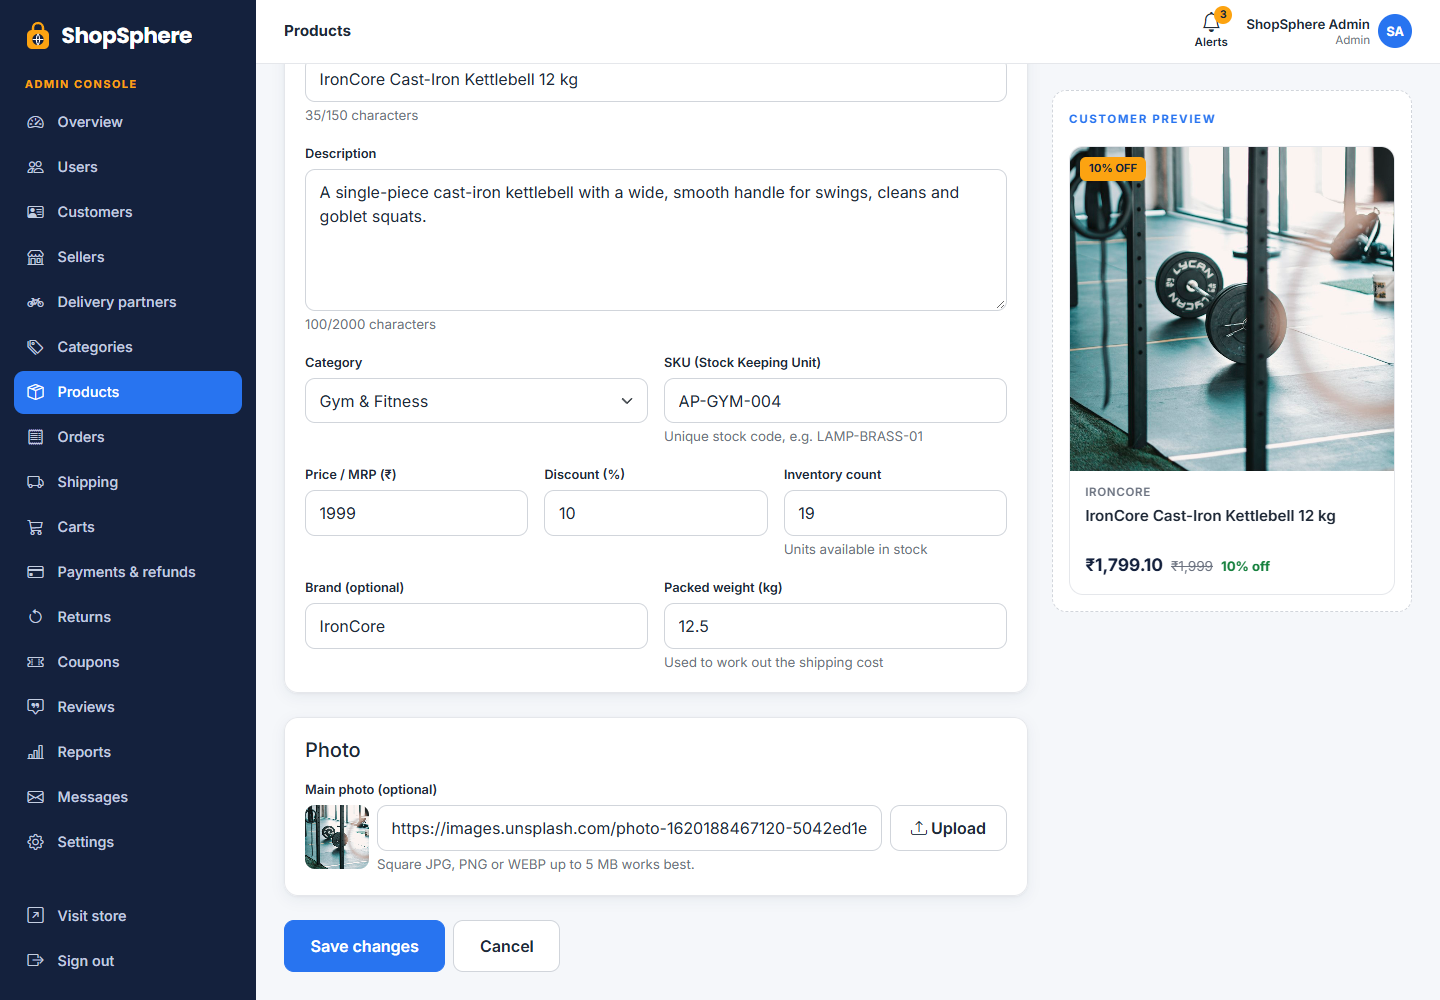 ShopSphere
ADMIN CONSOLE
Overview
Users
Customers
Sellers
Delivery partners
Categories
Products
Orders
Shipping
Carts
Payments & refunds
Returns
Coupons
Reviews
Reports
Messages
Settings
Visit store
Sign out
Products
3
Alerts
ShopSphere Admin
Admin
SA
IronCore Cast-Iron Kettlebell 12 kg
35/150 characters
Description
A single-piece cast-iron kettlebell with a wide, smooth handle for swings, cleans and
goblet squats.
100/2000 characters
Category
SKU (Stock Keeping Unit)
Gym & Fitness
AP-GYM-004
Unique stock code, e.g. LAMP-BRASS-01
Price / MRP (₹)
Discount (%)
Inventory count
1999
10
19
Units available in stock
Brand (optional)
Packed weight (kg)
IronCore
12.5
Used to work out the shipping cost
Photo
Main photo (optional)
https://images.unsplash.com/photo-1620188467120-5042ed1e
Upload
Square JPG, PNG or WEBP up to 5 MB works best.
Save changes
Cancel
CUSTOMER PREVIEW
10% OFF
LYCAN
LYCAN
IRONCORE
IronCore Cast-Iron Kettlebell 12 kg
₹1,799.10 ₹1,999 10% off